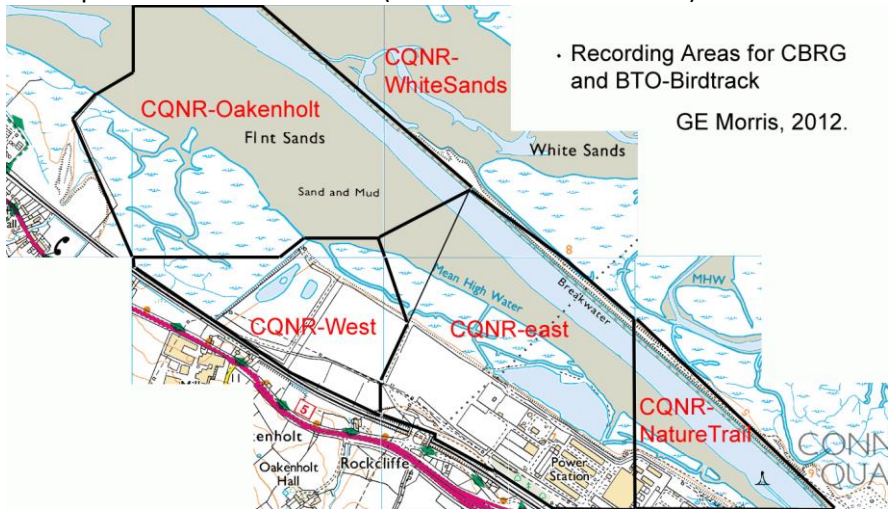 CQNR-
WhiteSands
· Recording Areas for CBRG
and BTO-Birdtrack
GE Morris, 2012.
CQNR-Oakenholt
Flnt Sands
White Sands
Sand and Mud
8
Mean High Water
MHW
Breakwater
CQNR-West
CQNR-east
5
CQNR-
NatureTrail
enholt
Oakenholt
Hall
Rockcliffe
Power
Station
CONN
QUA